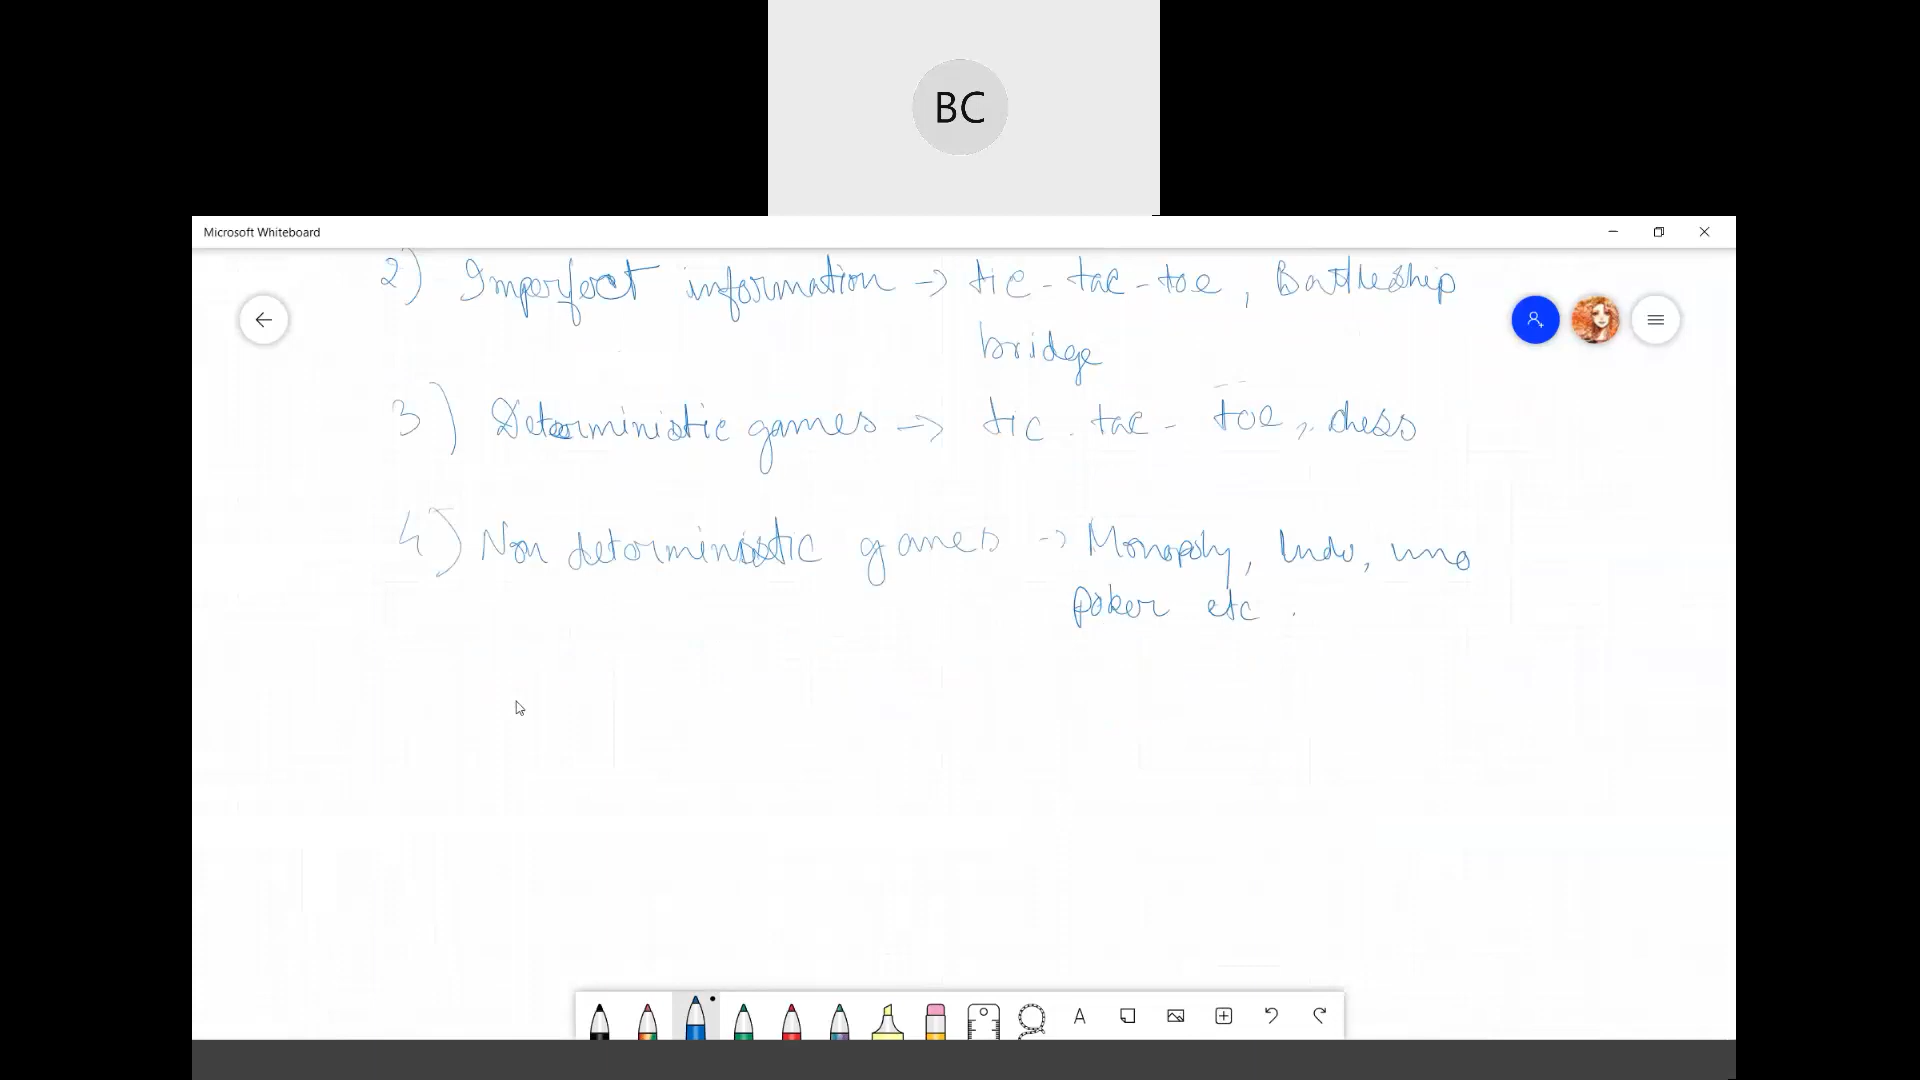 BC
Microsoft Whiteboard
2) Imperfect information -> tic-tac-toe, Battleship
bridge
3) Deterministic games -> tic.tac-toe, chess
4) Non deterministic games -> Monopoly, ludo, uno
poker etc.
A